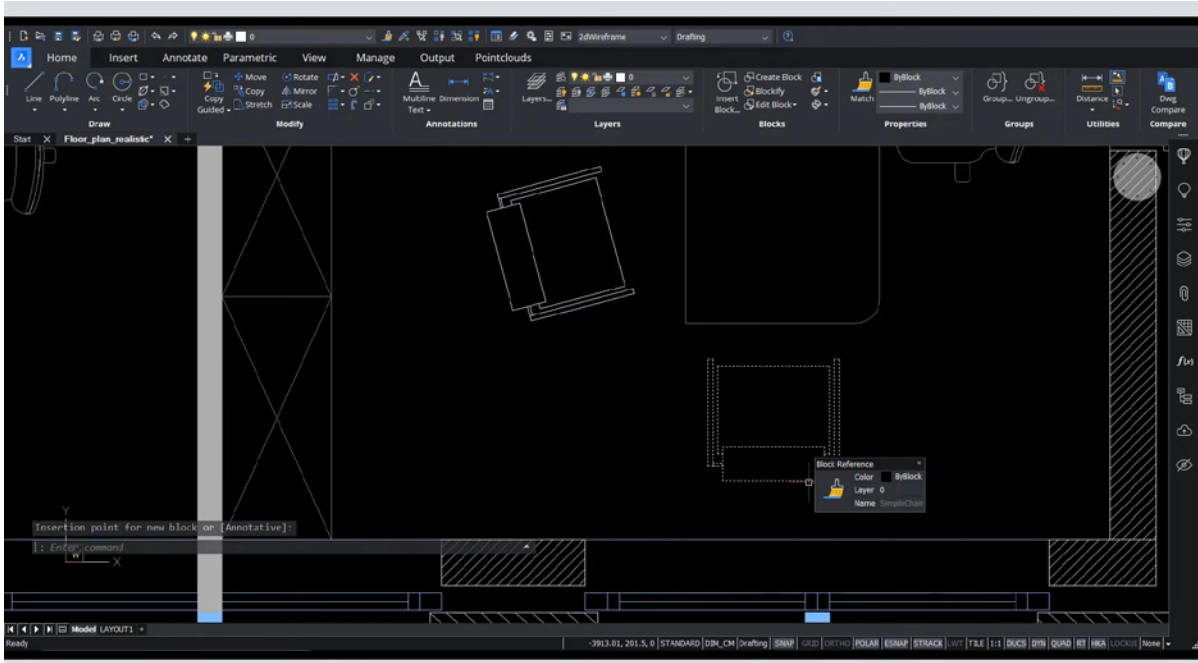 0 2dWireframe Drafting
Home Insert Annotate Parametric View Manage Output Pointclouds
Line Polyline Arc Circle
Copy Guided
Move Rotate
Copy Mirror
Stretch Scale
Multiline Text Dimension
Layers...
0
Insert Block...
Create Block
Blockify
Edit Block
Match
ByBlock
ByBlock
ByBlock
Group... Ungroup...
Distance
Dwg Compare
Draw Modify Annotations Layers Blocks Properties Groups Utilities Compare
Start X Floor_plan_realistic* X +
f(x)
Block Reference
Color ByBlock
Layer 0
Name SimpleChair
Y
Insertion point for new block or [Annotative]:
: Enter command
W
X
Model LAYOUT1 +
Ready -3913.01, 201.5, 0 STANDARD DIM_CM Drafting SNAP GRID ORTHO POLAR ESNAP STRACK LWT TILE 1:1 DUCS DYN QUAD RT HKA LOCKUI None